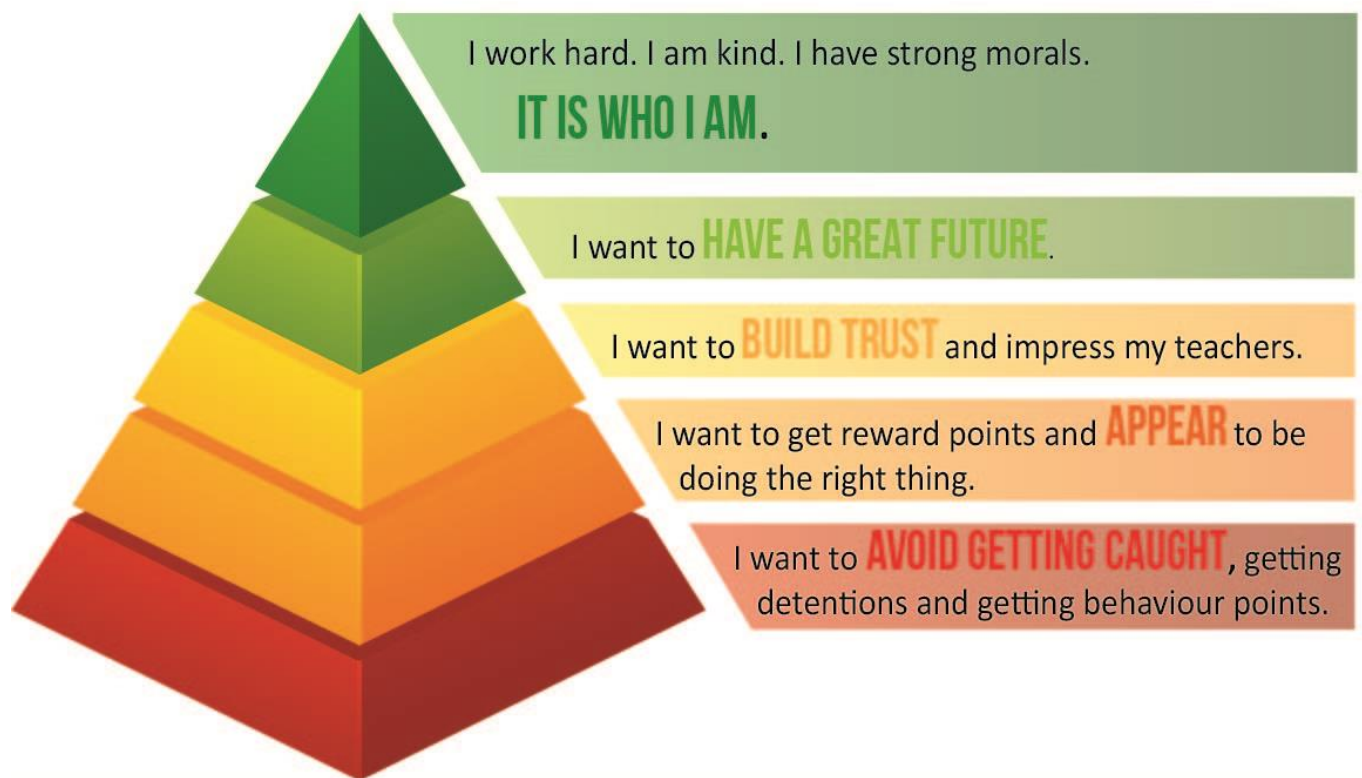 I work hard. I am kind. I have strong morals.
IT IS WHO I AM.
I want to HAVE A GREAT FUTURE.
I want to BUILD TRUST and impress my teachers.
I want to get reward points and APPEAR to be
doing the right thing.
I want to AVOID GETTING CAUGHT, getting
detentions and getting behaviour points.